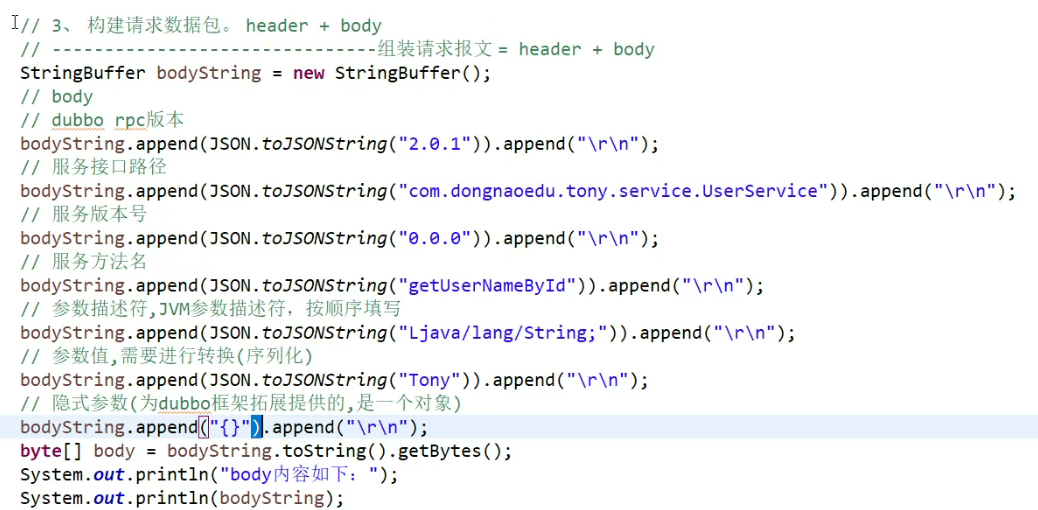 // 3、 构建请求数据包。 header + body
// -------------------------------组装请求报文 = header + body
StringBuffer bodyString = new StringBuffer();
// body
// dubbo rpc版本
bodyString.append(JSON.toJSONString("2.0.1")).append("\r\n");
// 服务接口路径
bodyString.append(JSON.toJSONString("com.dongnaoedu.tony.service.UserService")).append("\r\n");
// 服务版本号
bodyString.append(JSON.toJSONString("0.0.0")).append("\r\n");
// 服务方法名
bodyString.append(JSON.toJSONString("getUserNameById")).append("\r\n");
// 参数描述符,JVM参数描述符，按顺序填写
bodyString.append(JSON.toJSONString("Ljava/lang/String;")).append("\r\n");
// 参数值,需要进行转换(序列化)
bodyString.append(JSON.toJSONString("Tony")).append("\r\n");
// 隐式参数(为dubbo框架拓展提供的,是一个对象)
bodyString.append("{}").append("\r\n");
byte[] body = bodyString.toString().getBytes();
System.out.println("body内容如下：");
System.out.println(bodyString);